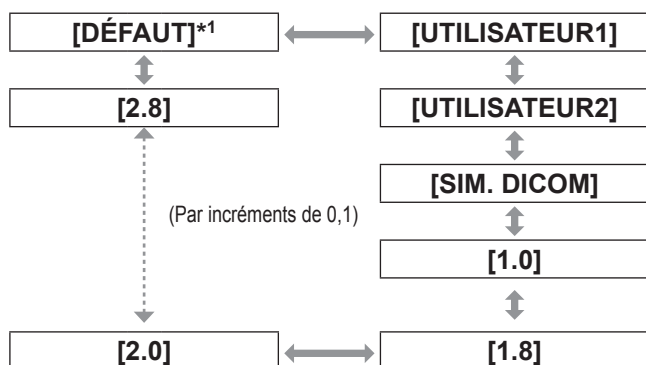 [DÉFAUT]*1
[UTILISATEUR1]
[2.8]
[UTILISATEUR2]
[SIM. DICOM]
(Par incréments de 0,1)
[1.0]
[2.0]
[1.8]